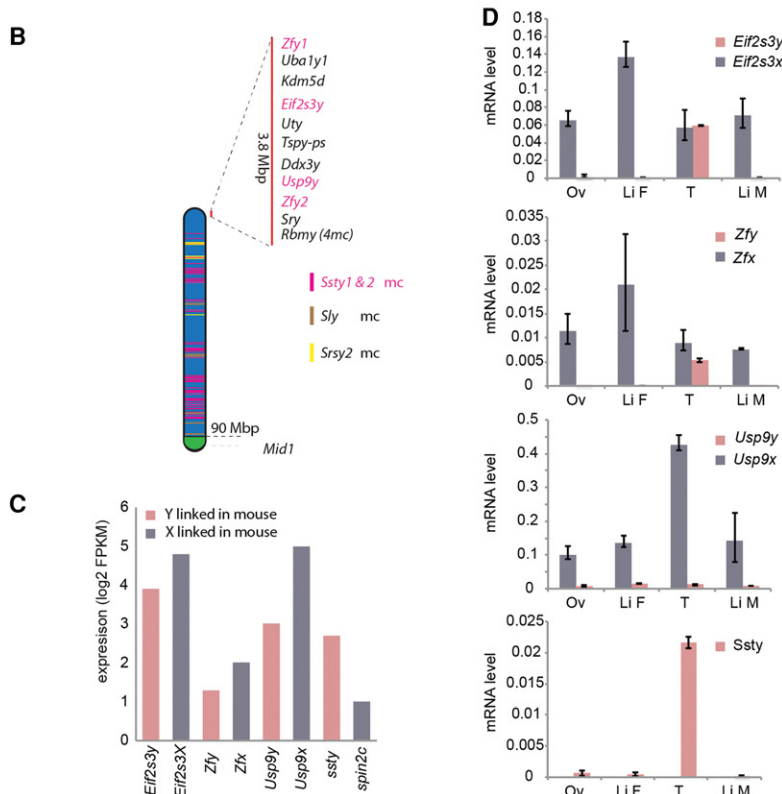 B
Zfy1
Uba1y1
Kdm5d
Eif2s3y
Uty
Tspy-ps
Ddx3y
Usp9y
Zfy2
Sry
Rbmy (4mc)
3.8 Mbp
Ssty1 & 2 mc
Sly mc
Srsy2 mc
90 Mbp
Mid1
C
Y linked in mouse
X linked in mouse
expresison (log2 FPKM)
6
5
4
3
2
1
0
Eif2s3y
Eif2s3X
Zfy
Zfx
Usp9y
Usp9x
ssty
spin2c
D
Eif2s3y
Eif2s3x
mRNA level
0.18
0.16
0.14
0.12
0.1
0.08
0.06
0.04
0.02
0
Ov Li F T Li M
Zfy
Zfx
mRNA level
0.035
0.03
0.025
0.02
0.015
0.01
0.005
0
Ov Li F T Li M
Usp9y
Usp9x
mRNA level
0.5
0.4
0.3
0.2
0.1
0
Ov Li F T Li M
Ssty
mRNA level
0.025
0.02
0.015
0.01
0.005
0
Ov Li F T Li M